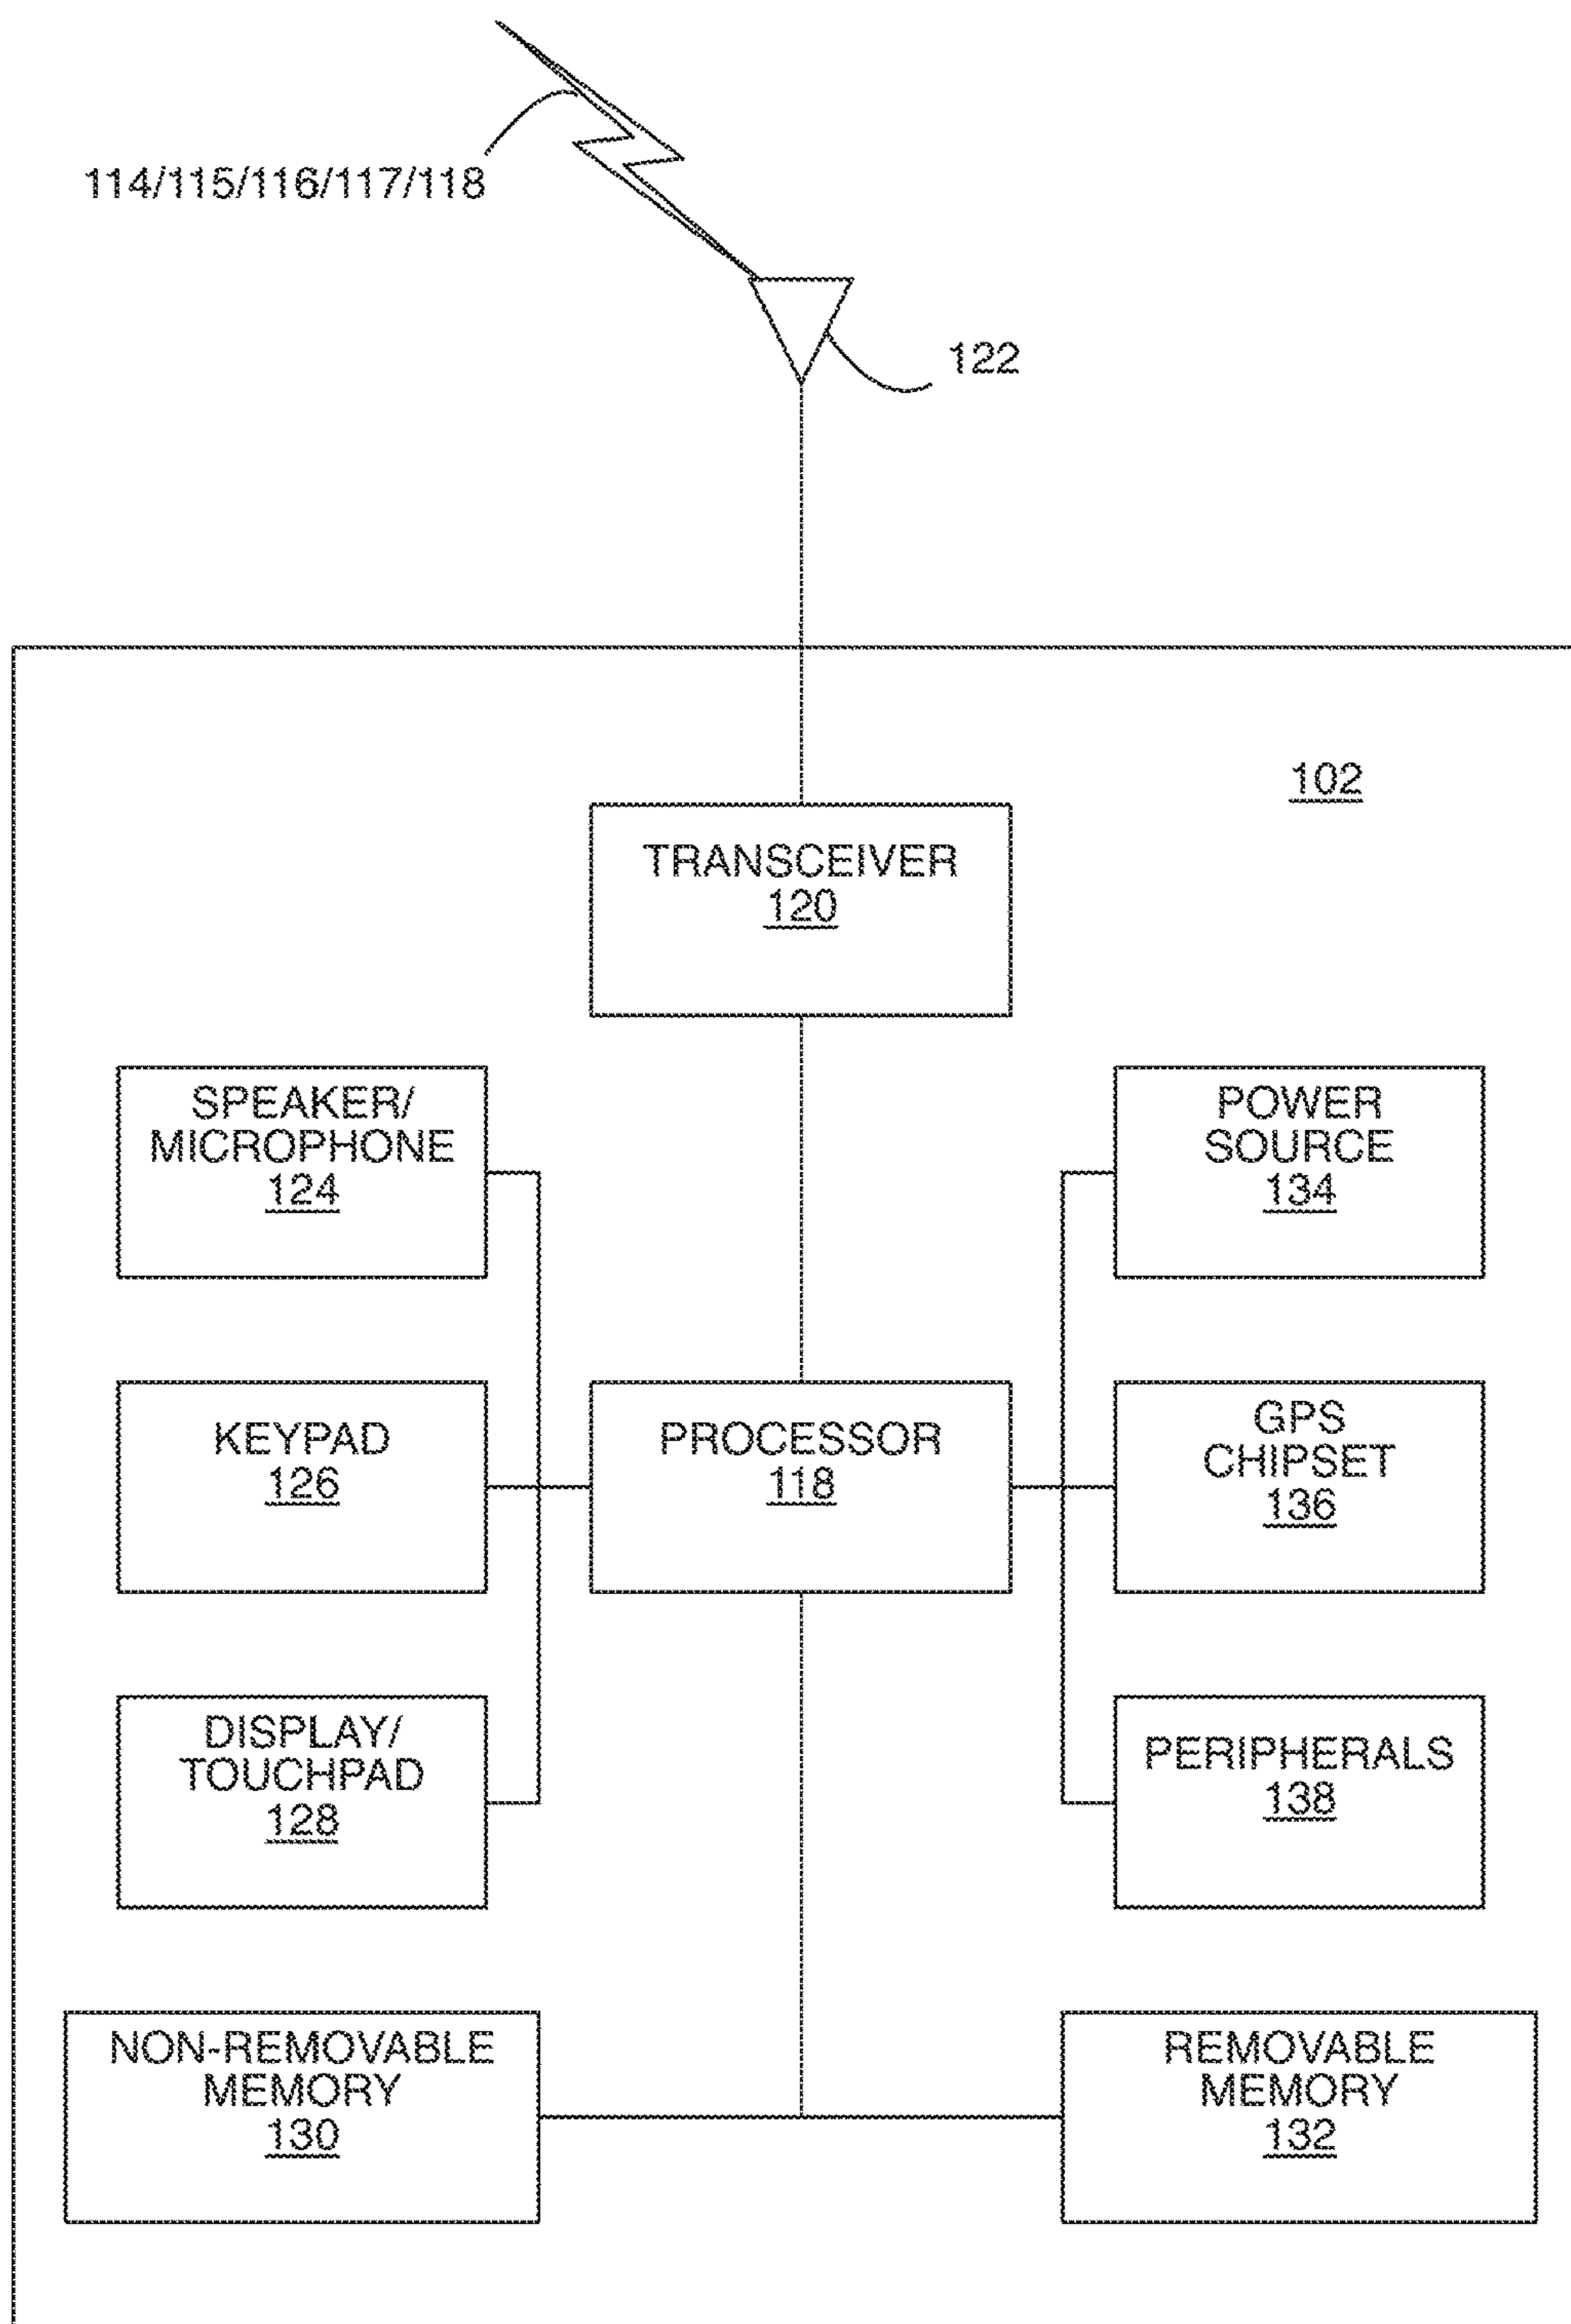 114/115/116/117/118
122
102
TRANSCEIVER
120
SPEAKER/
MICROPHONE
124
POWER
SOURCE
134
KEYPAD
126
PROCESSOR
118
GPS
CHIPSET
136
DISPLAY/
TOUCHPAD
128
PERIPHERALS
138
NON-REMOVABLE
MEMORY
130
REMOVABLE
MEMORY
132